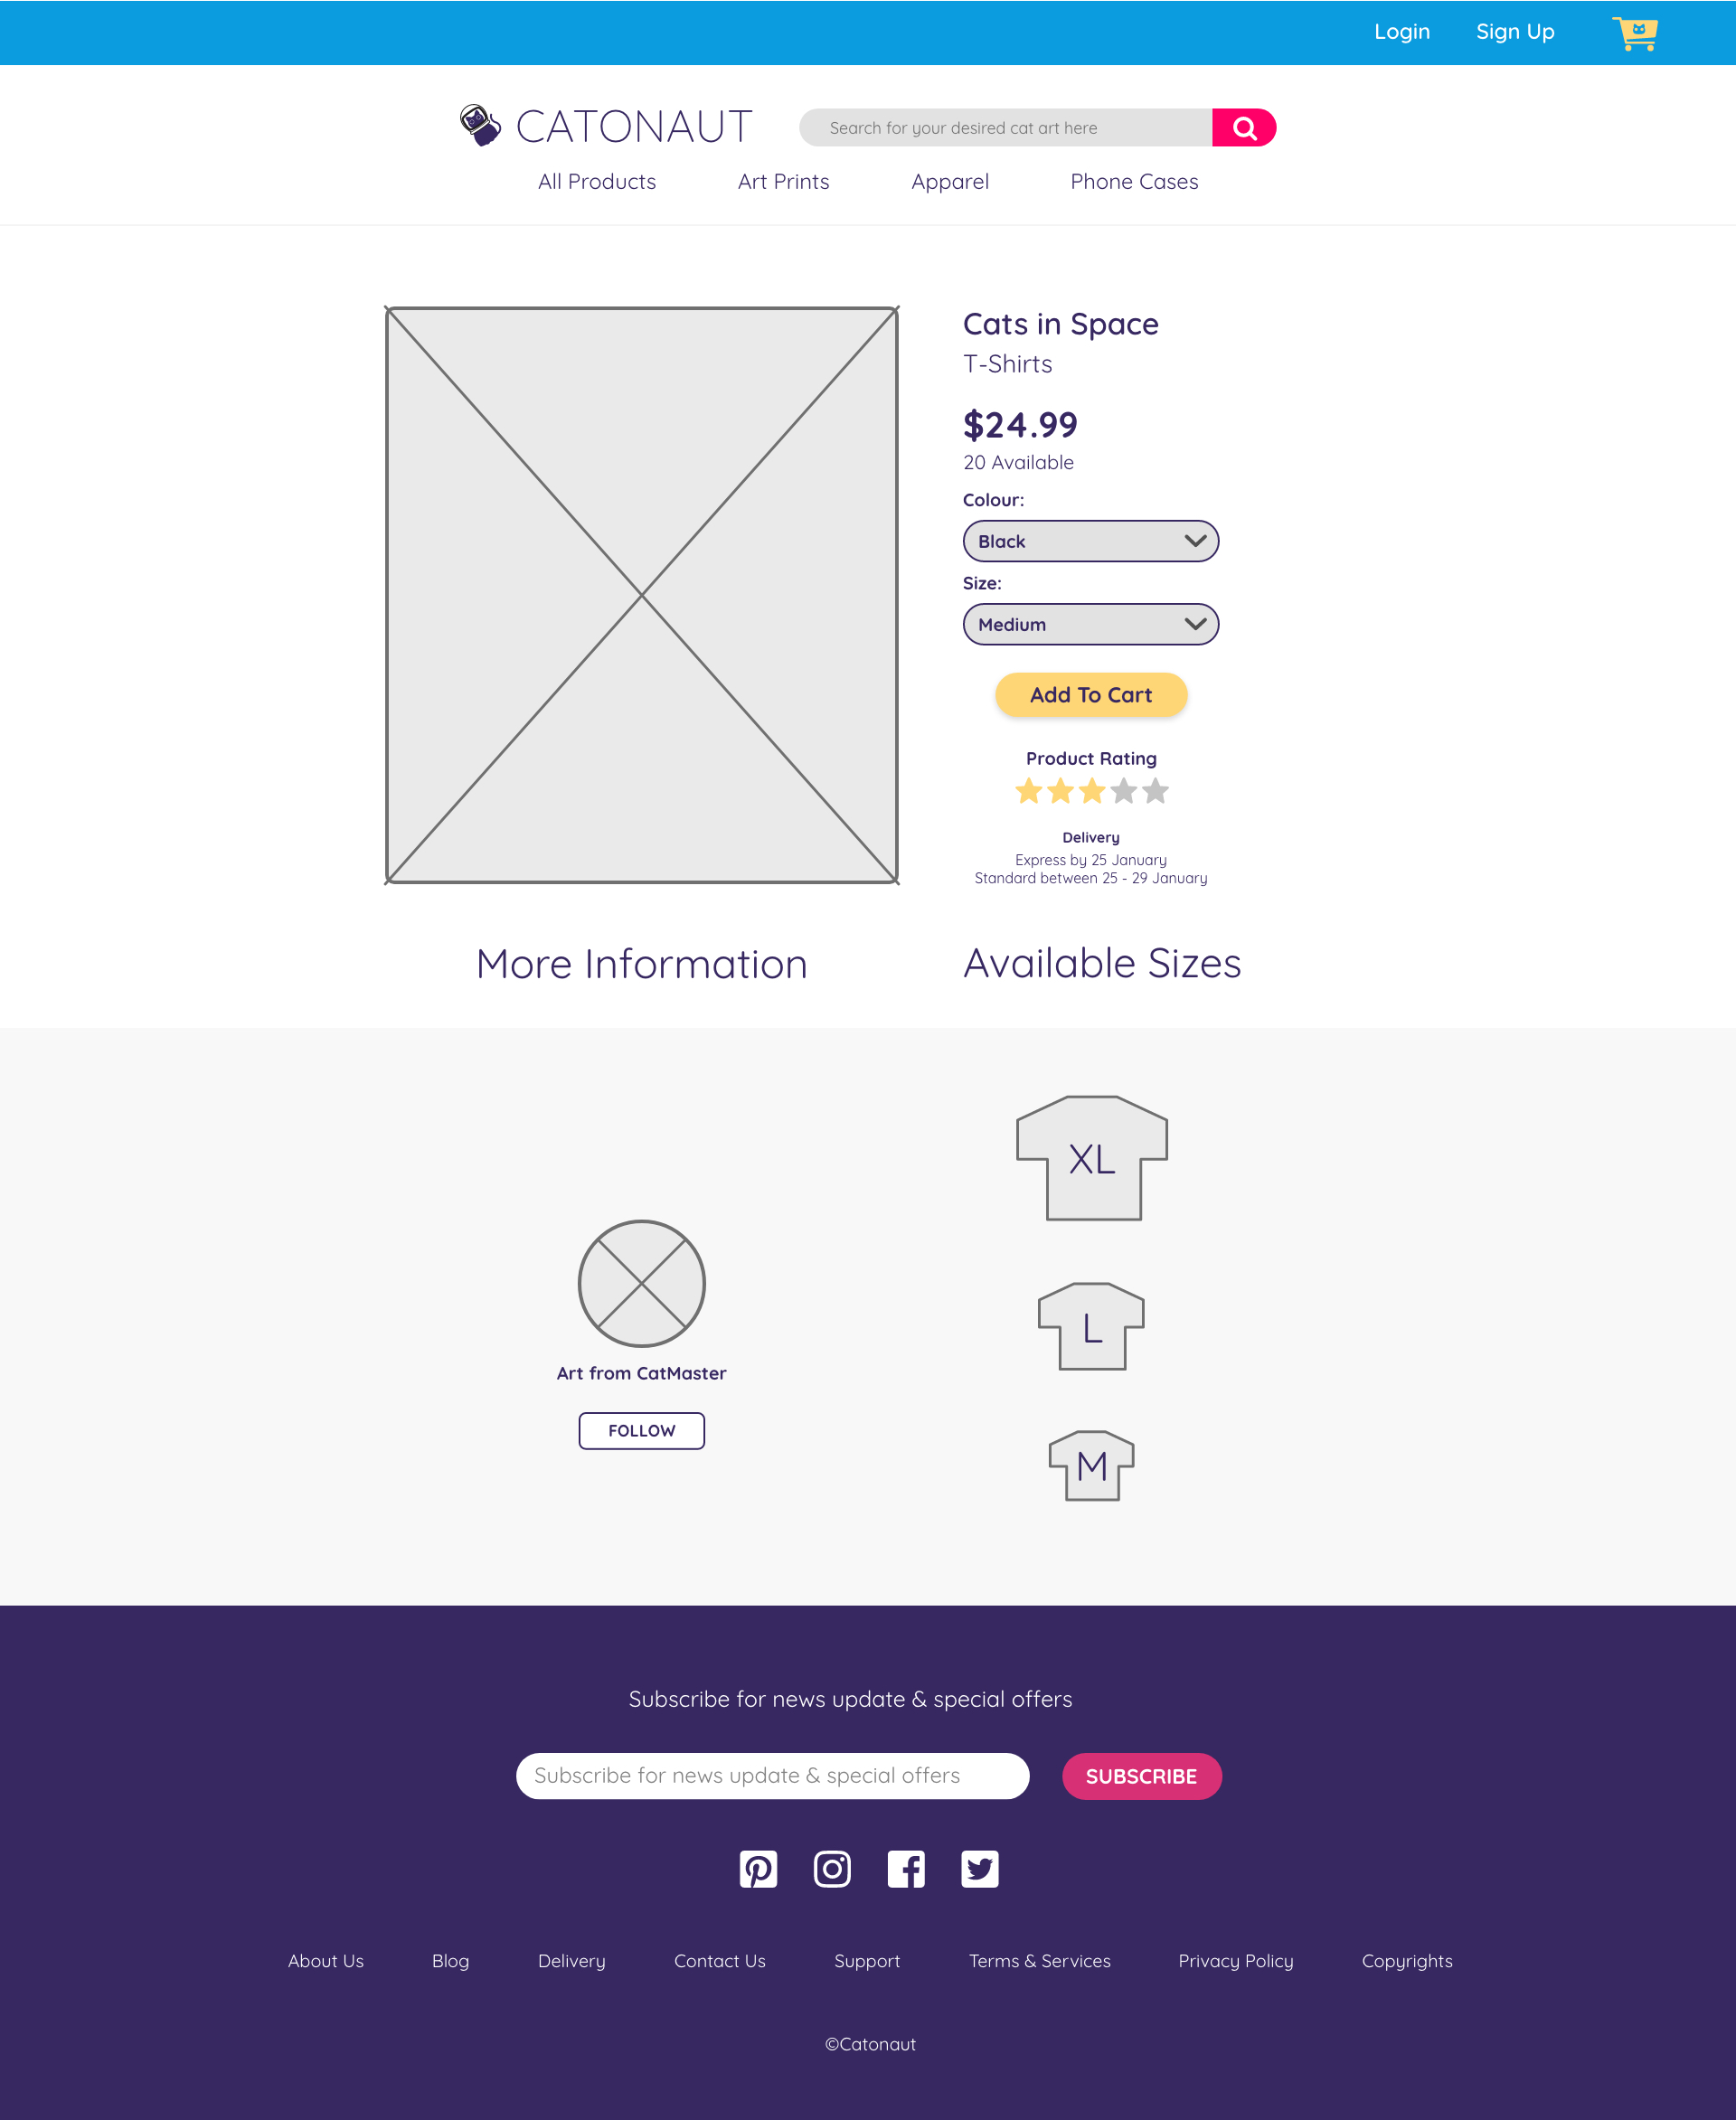 Login
Sign Up
CATONAUT
Search for your desired cat art here
All Products
Art Prints
Apparel
Phone Cases
Cats in Space
T-Shirts
$24.99
20 Available
Colour:
Black
Size:
Medium
Add To Cart
Product Rating
Delivery
Express by 25 January
Standard between 25 - 29 January
More Information
Available Sizes
XL
L
M
Art from CatMaster
FOLLOW
Subscribe for news update & special offers
Subscribe for news update & special offers
SUBSCRIBE
About Us
Blog
Delivery
Contact Us
Support
Terms & Services
Privacy Policy
Copyrights
©Catonaut